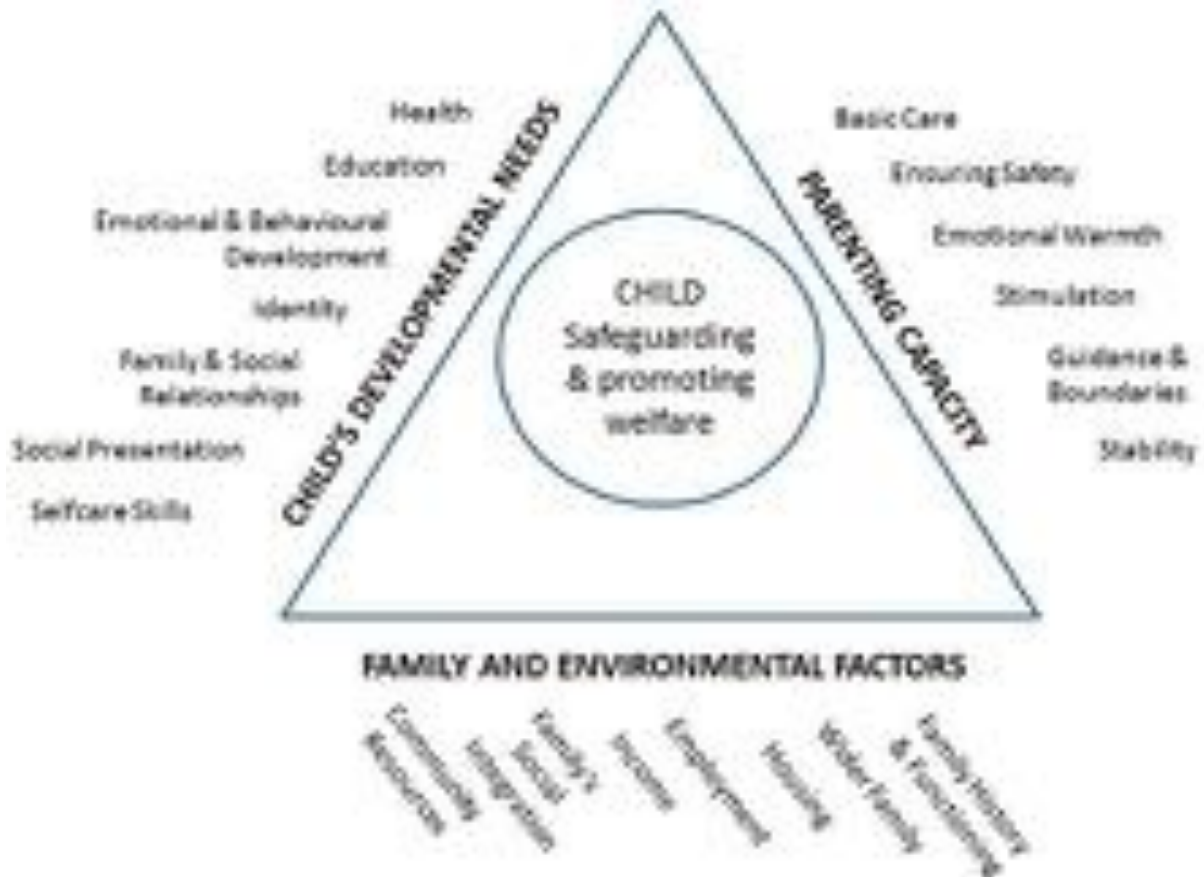 Health
Education
Emotional & Behavioural
Development
Identity
Family & Social
Relationships
Social Presentation
Selfcare Skills
CHILD'S DEVELOPMENTAL NEEDS
CHILD
Safeguarding
& promoting
welfare
PARENTING CAPACITY
Basic Care
Ensuring Safety
Emotional Warmth
Stimulation
Guidance &
Boundaries
Stability
FAMILY AND ENVIRONMENTAL FACTORS
Community
Resources
Family's
Social
Integration
Income
Employment
Housing
Wider Family
Family History
& Functioning